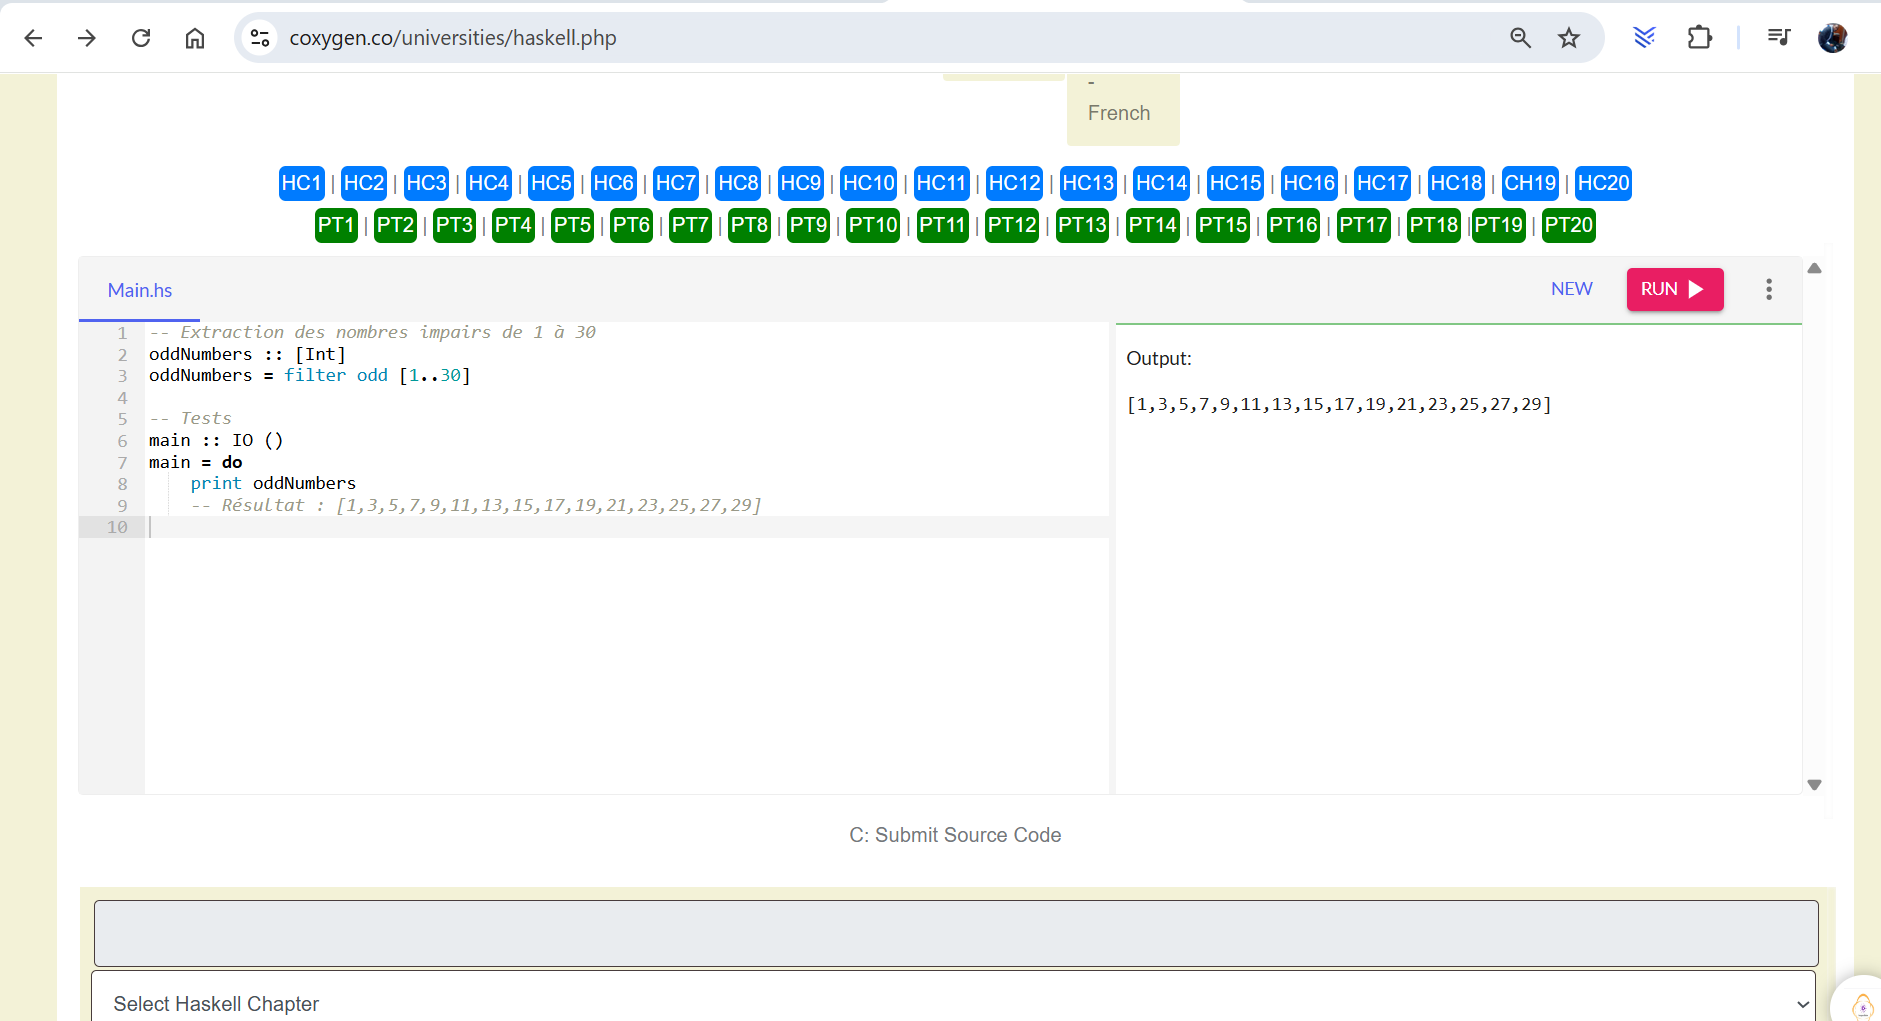 coxygen.co/universities/haskell.php
-
French
HC1 | HC2 | HC3 | HC4 | HC5 | HC6 | HC7 | HC8 | HC9 | HC10 | HC11 | HC12 | HC13 | HC14 | HC15 | HC16 | HC17 | HC18 | CH19 | HC20
PT1 | PT2 | PT3 | PT4 | PT5 | PT6 | PT7 | PT8 | PT9 | PT10 | PT11 | PT12 | PT13 | PT14 | PT15 | PT16 | PT17 | PT18 |PT19 | PT20
Main.hs
NEW
RUN
1 -- Extraction des nombres impairs de 1 à 30
2 oddNumbers :: [Int]
3 oddNumbers = filter odd [1..30]
4
5 -- Tests
6 main :: IO ()
7 main = do
8     print oddNumbers
9     -- Résultat : [1,3,5,7,9,11,13,15,17,19,21,23,25,27,29]
10
Output:
[1,3,5,7,9,11,13,15,17,19,21,23,25,27,29]
C: Submit Source Code
Select Haskell Chapter